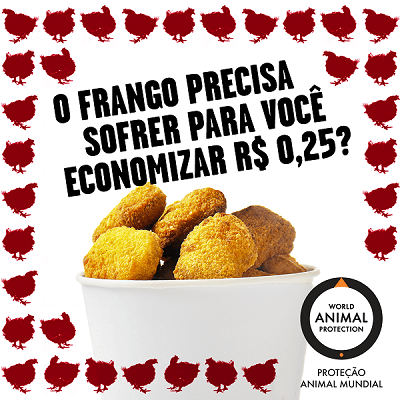 O FRANGO PRECISA
SOFRER PARA VOCÊ
ECONOMIZAR R$ 0,25?
WORLD
ANIMAL
PROTECTION
PROTEÇÃO
ANIMAL MUNDIAL